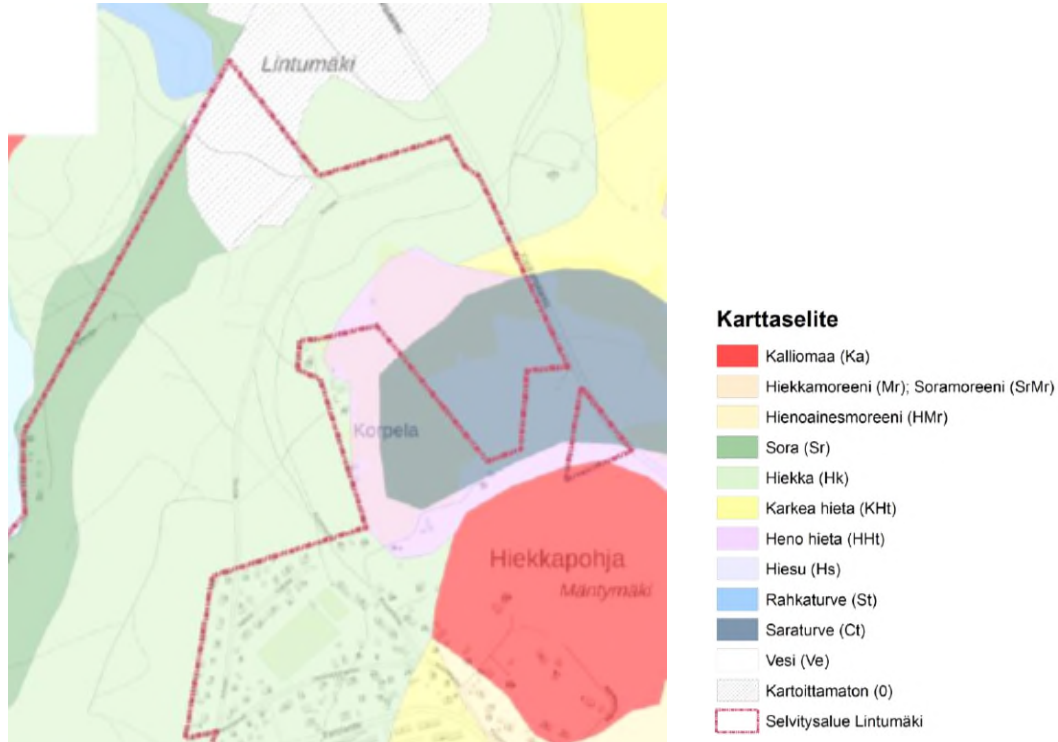 Lintumäki
Korpela
Hiekkapohja
Mäntymäki
Karttaselite
Kalliomaa (Ka)
Hiekkamoreeni (Mr); Soramoreeni (SrMr)
Hienoainesmoreeni (HMr)
Sora (Sr)
Hiekka (Hk)
Karkea hieta (KHt)
Heno hieta (HHt)
Hiesu (Hs)
Rahkaturve (St)
Saraturve (Ct)
Vesi (Ve)
Kartoittamaton (0)
Selvitysalue Lintumäki